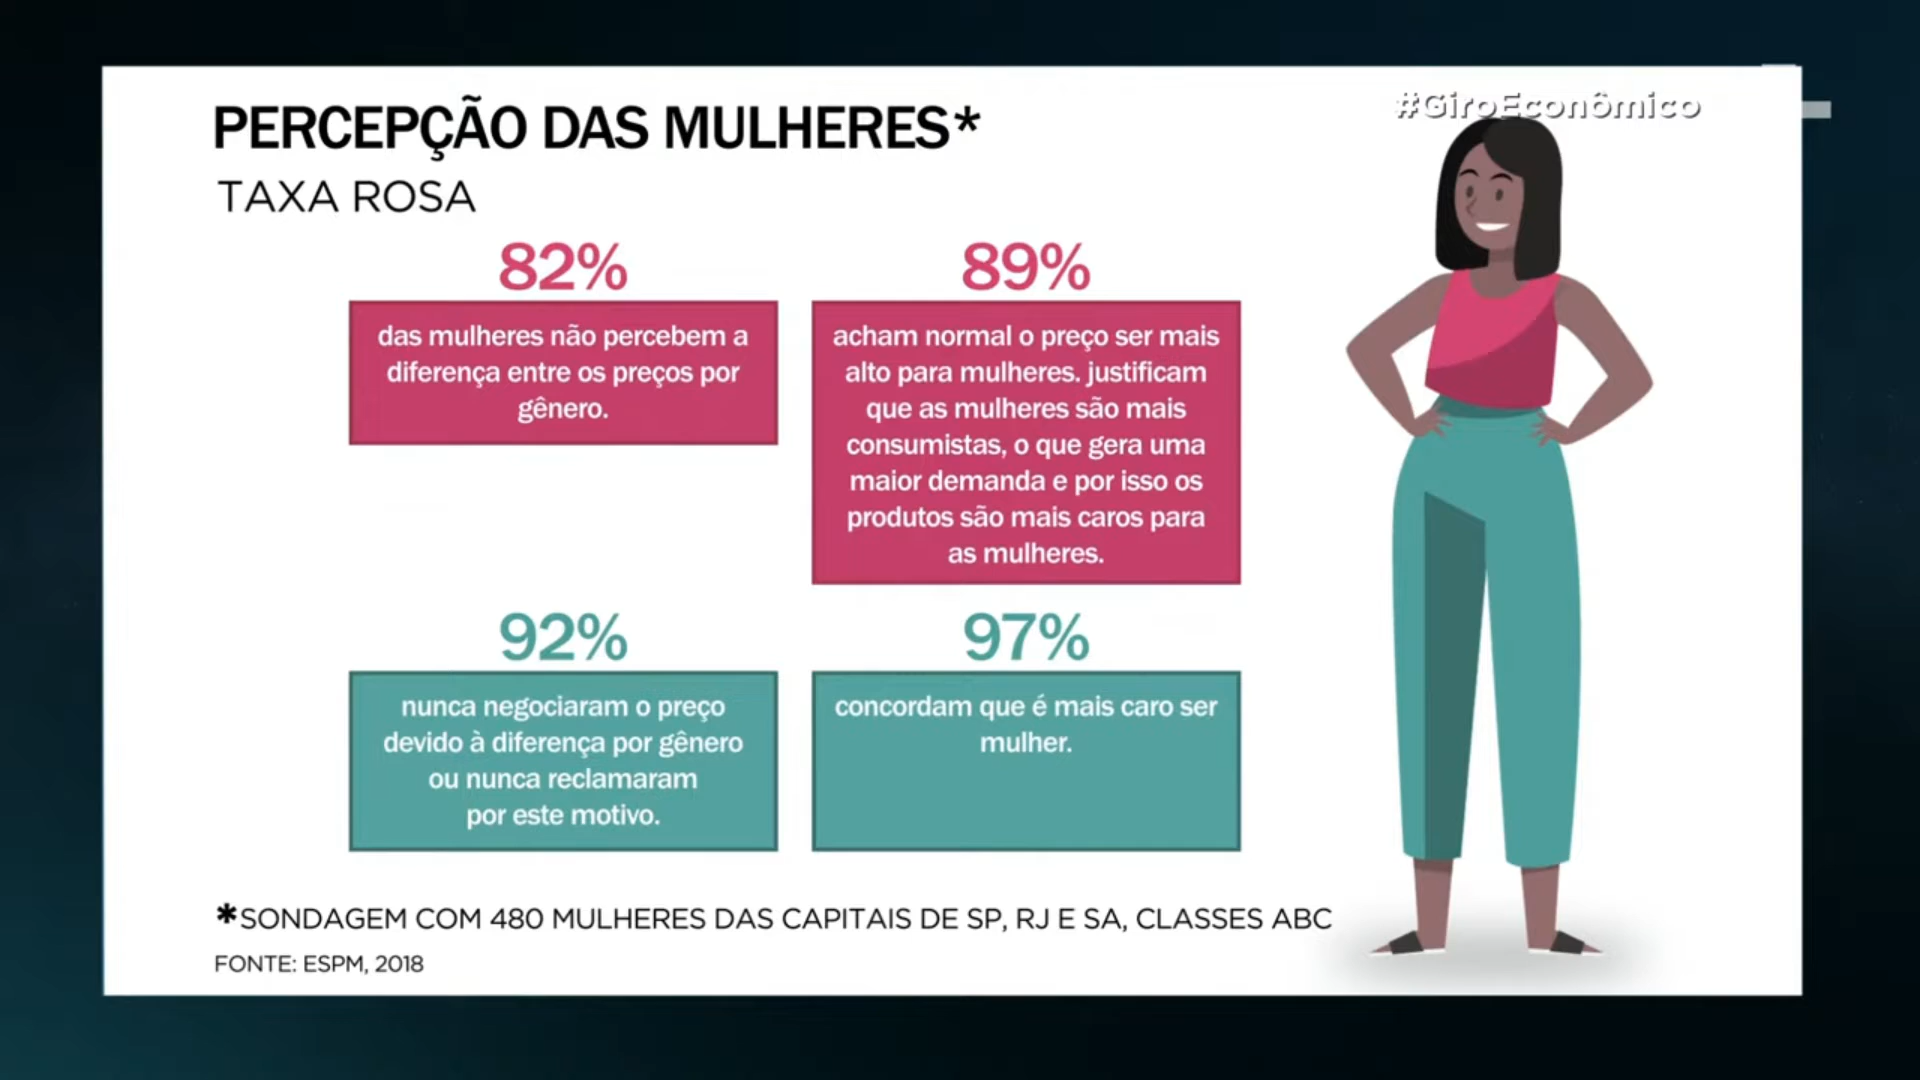 #GiroEconômico
PERCEPÇÃO DAS MULHERES*
TAXA ROSA
82%
das mulheres não percebem a
diferença entre os preços por
gênero.
89%
acham normal o preço ser mais
alto para mulheres. justificam
que as mulheres são mais
consumistas, o que gera uma
maior demanda e por isso os
produtos são mais caros para
as mulheres.
92%
nunca negociaram o preço
devido à diferença por gênero
ou nunca reclamaram
por este motivo.
97%
concordam que é mais caro ser
mulher.
*SONDAGEM COM 480 MULHERES DAS CAPITAIS DE SP, RJ E SA, CLASSES ABC
FONTE: ESPM, 2018